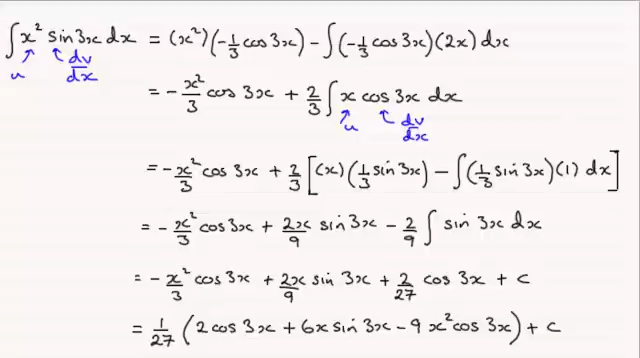 ∫ x² sin 3x dx = (x²)(-1/3 cos 3x) - ∫(-1/3 cos 3x)(2x) dx
u dv/dx
= - x²/3 cos 3x + 2/3 ∫ x cos 3x dx
u dv/dx
= - x²/3 cos 3x + 2/3 [(x)(1/3 sin 3x) - ∫(1/3 sin 3x)(1) dx]
= - x²/3 cos 3x + 2x/9 sin 3x - 2/9 ∫ sin 3x dx
= - x²/3 cos 3x + 2x/9 sin 3x + 2/27 cos 3x + c
= 1/27 (2 cos 3x + 6x sin 3x - 9 x² cos 3x) + c